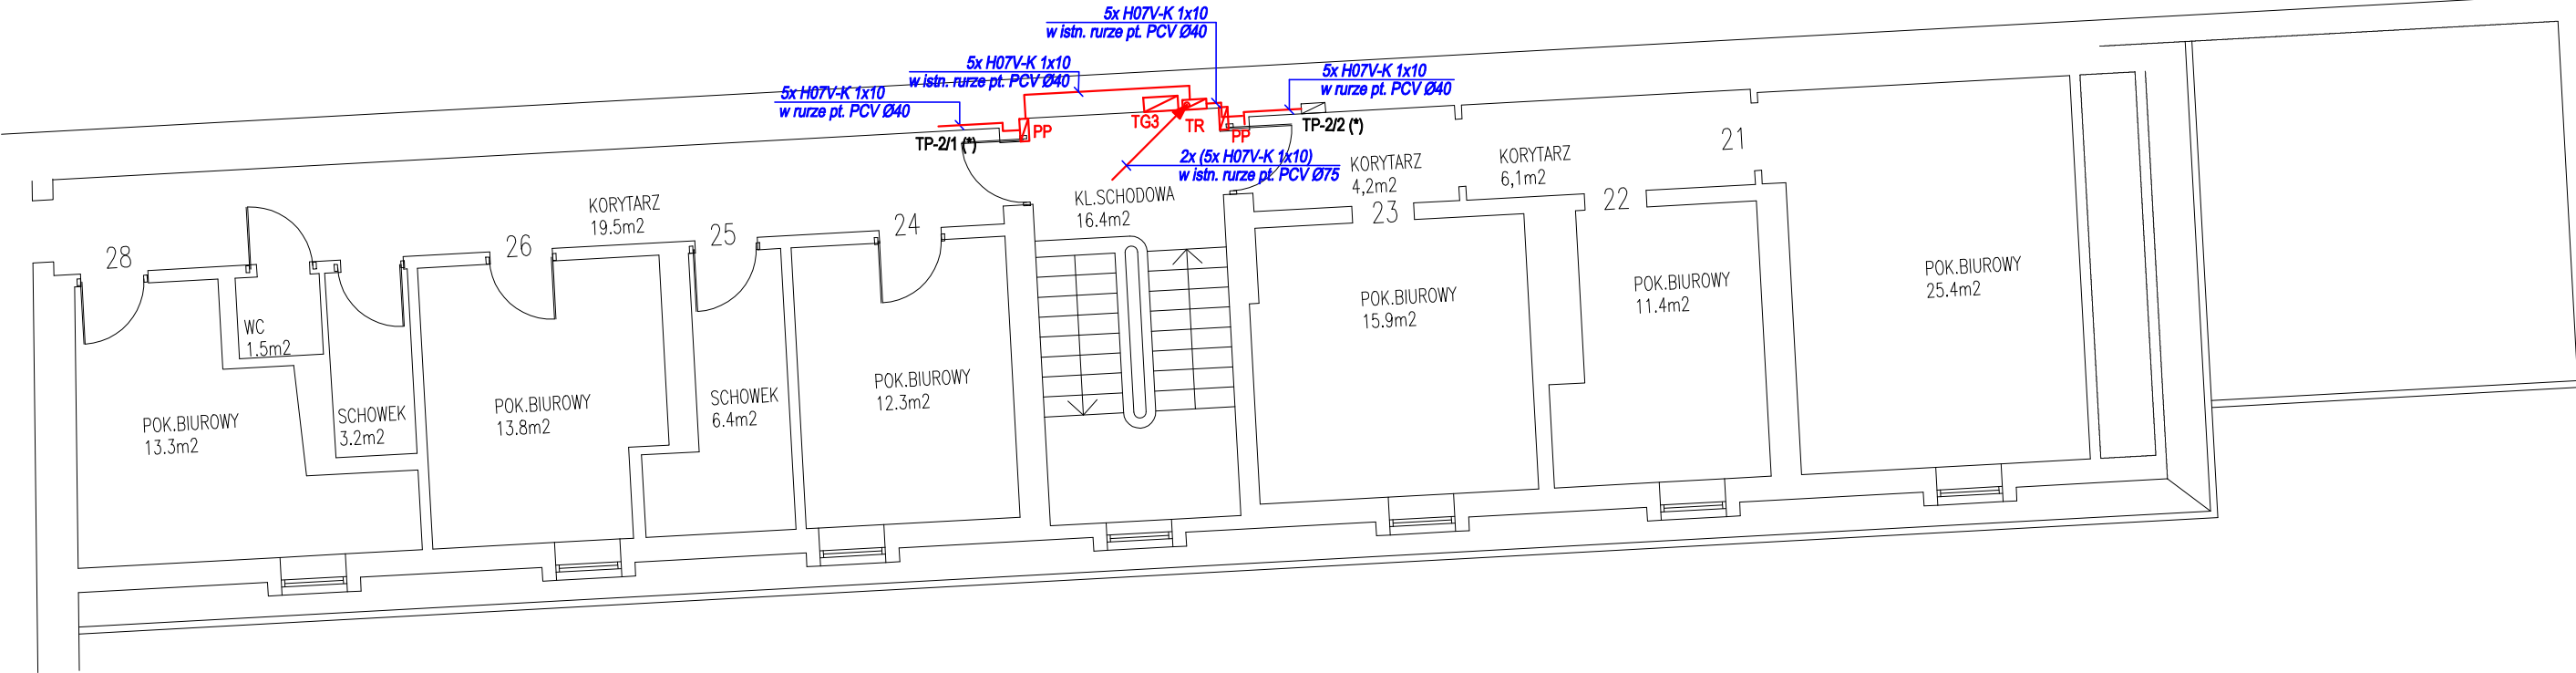 5x H07V-K 1x10
w istn. rurze pt. PCV Ø40
5x H07V-K 1x10
w istn. rurze pt. PCV Ø40
5x H07V-K 1x10
w rurze pt. PCV Ø40
5x H07V-K 1x10
w rurze pt. PCV Ø40
TG3
TR
PP
PP
TP-2/1 (*)
TP-2/2 (*)
2x (5x H07V-K 1x10)
w istn. rurze pt. PCV Ø75
21
KORYTARZ
6,1m2
KORYTARZ
4,2m2
KL.SCHODOWA
16.4m2
KORYTARZ
19.5m2
22
23
24
25
26
28
POK.BIUROWY
25.4m2
POK.BIUROWY
11.4m2
POK.BIUROWY
15.9m2
WC
1.5m2
POK.BIUROWY
12.3m2
SCHOWEK
6.4m2
POK.BIUROWY
13.8m2
SCHOWEK
3.2m2
POK.BIUROWY
13.3m2